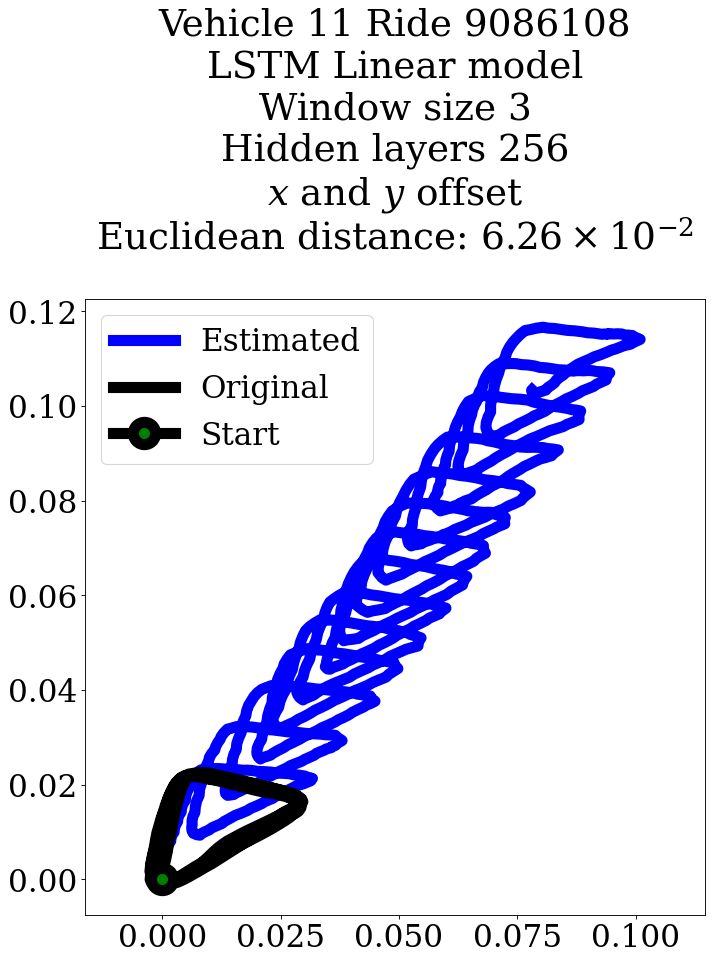 Vehicle 11 Ride 9086108
LSTM Linear model
Window size 3
Hidden layers 256
x and y offset
Euclidean distance: 6.26 × 10⁻²
Estimated
Original
Start
0.12
0.10
0.08
0.06
0.04
0.02
0.00
0.000 0.025 0.050 0.075 0.100